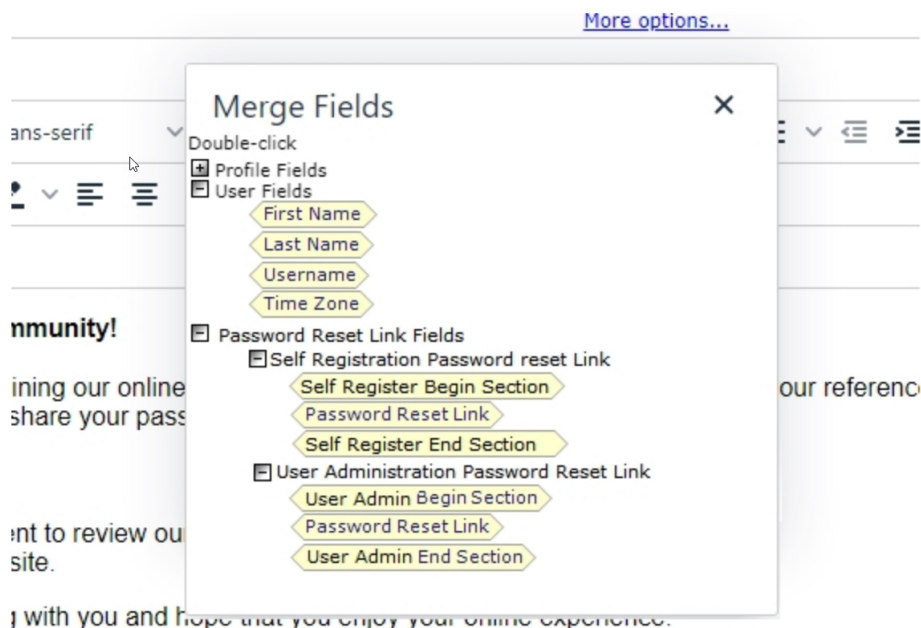 More options...
Merge Fields
ans-serif
Double-click
Profile Fields
User Fields
First Name
Last Name
Username
Time Zone
mmunity!
Password Reset Link Fields
Self Registration Password reset Link
ining our online
our referenc
Self Register Begin Section
share your pass
Password Reset Link
Self Register End Section
User Administration Password Reset Link
User Admin Begin Section
ent to review ou
Password Reset Link
site.
User Admin End Section
g with you and hope that you enjoy your online experience.